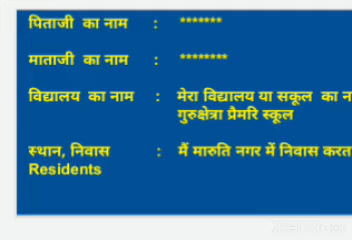 पिताजी का नाम : *******
माताजी का नाम : ********
विद्यालय का नाम : मेरा विद्यालय या सकूल का न
गुरुक्षेत्रा प्रैमरि स्कूल
स्थान, निवास : मैं मारुति नगर में निवास करत
Residents